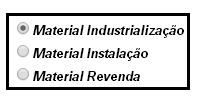 Material Industrialização
Material Instalação
Material Revenda